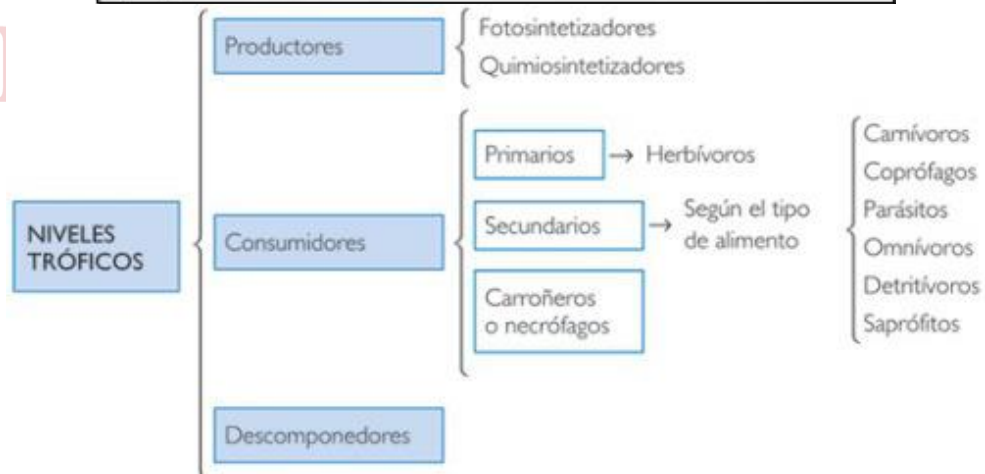 NIVELES
TRÓFICOS
Productores
Fotosintetizadores
Quimiosintetizadores
Consumidores
Primarios → Herbívoros
Secundarios → Según el tipo
de alimento
Carnívoros
Coprófagos
Parásitos
Omnívoros
Detritívoros
Saprófitos
Carroñeros
o necrófagos
Descomponedores